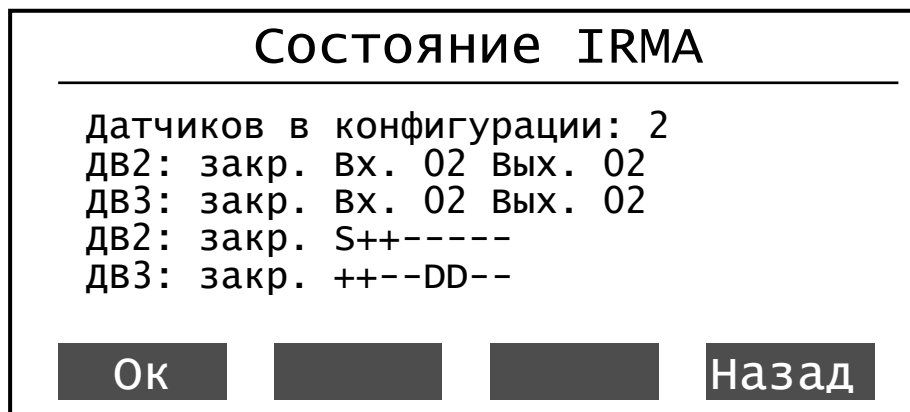 Состояние IRMA
Датчиков в конфигурации: 2
ДВ2: закр. Вх. 02 Вых. 02
ДВ3: закр. Вх. 02 Вых. 02
ДВ2: закр. S++-----
ДВ3: закр. ++--DD--
Ок
Назад